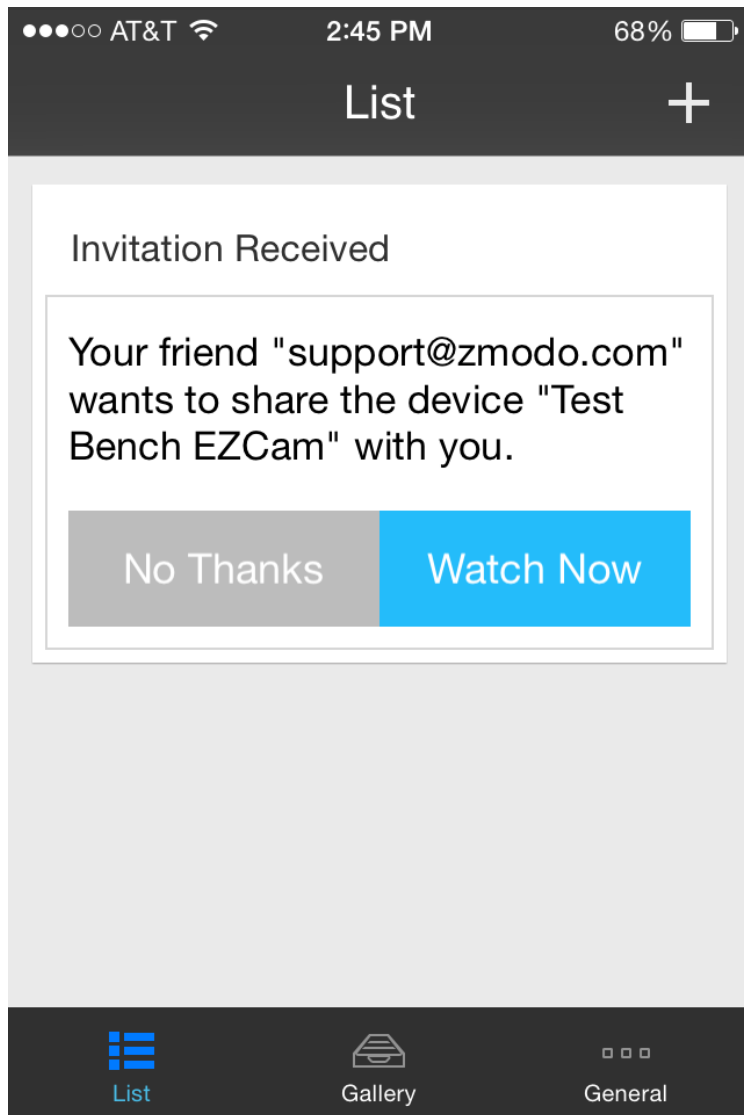 AT&T 2:45 PM 68%
List +
Invitation Received
Your friend "support@zmodo.com"
wants to share the device "Test
Bench EZCam" with you.
No Thanks Watch Now
List Gallery General